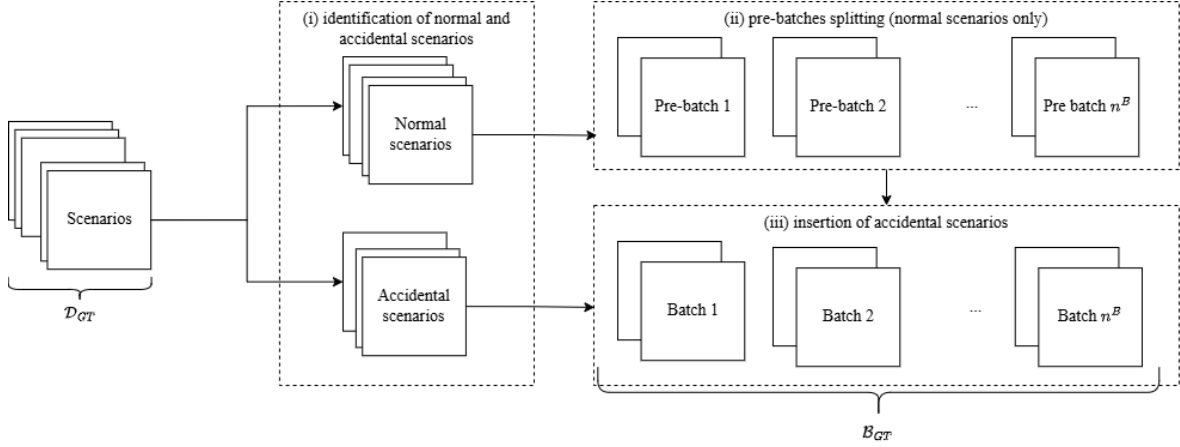 (i) identification of normal and
accidental scenarios
(ii) pre-batches splitting (normal scenarios only)
Normal
scenarios
Pre-batch 1
Pre-batch 2
...
Pre batch n^B
Scenarios
D_GT
Accidental
scenarios
(iii) insertion of accidental scenarios
Batch 1
Batch 2
...
Batch n^B
B_GT